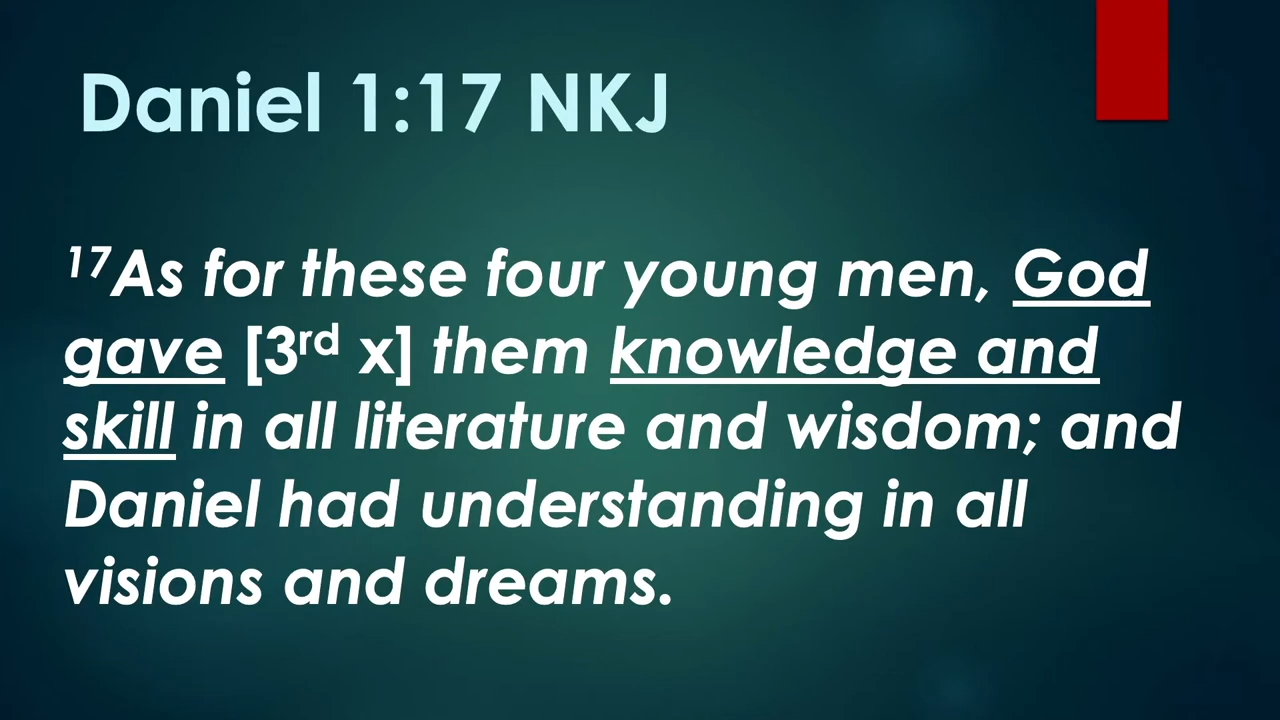 Daniel 1:17 NKJ
17As for these four young men, God
gave [3rd x] them knowledge and
skill in all literature and wisdom; and
Daniel had understanding in all
visions and dreams.